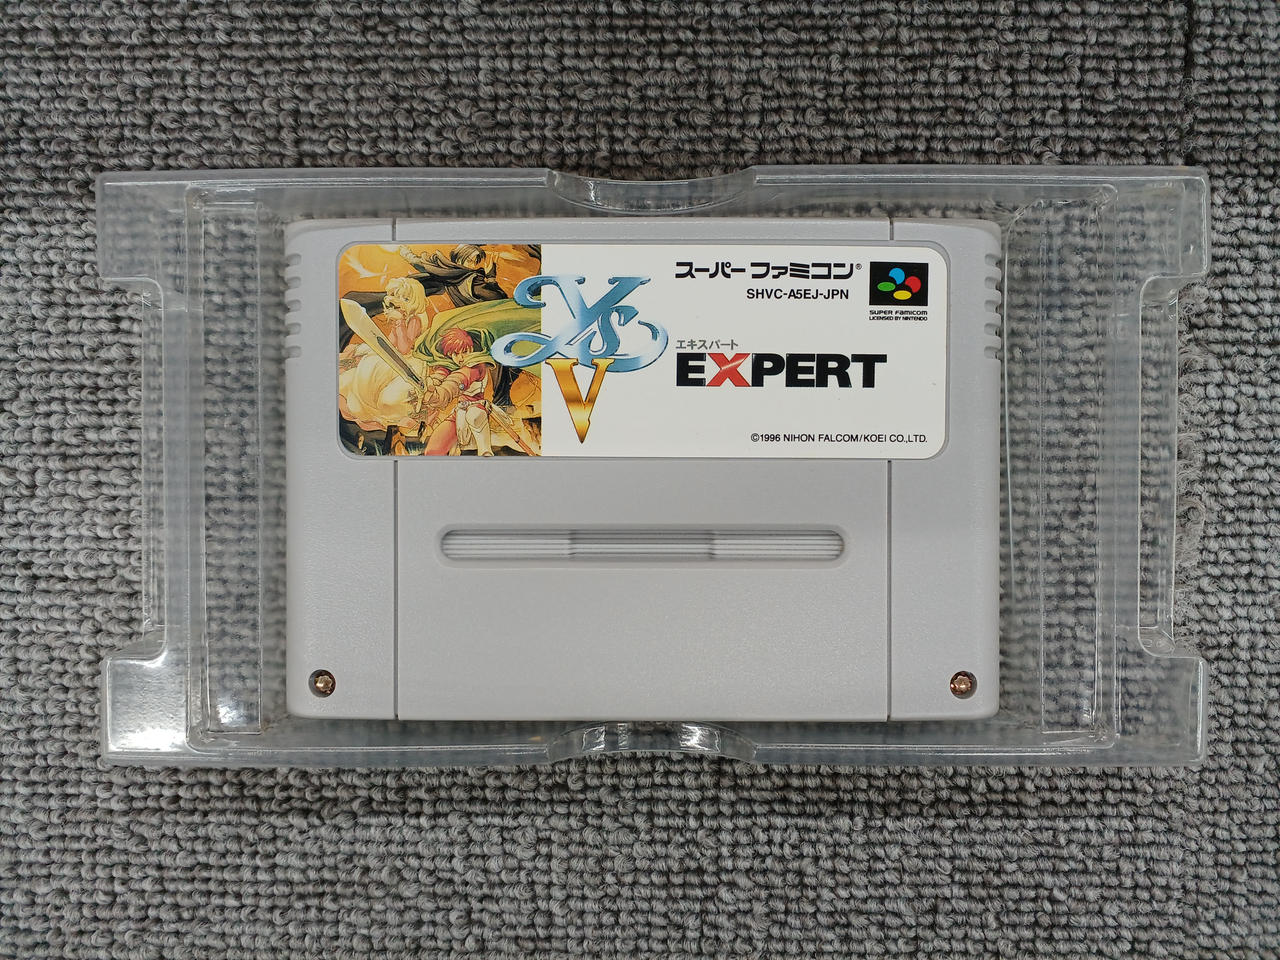 スーパーファミコン®
SHVC-A5EJ-JPN
SUPER FAMICOM
LICENSED BY NINTENDO
Ys
V
エキスパート
EXPERT
©1996 NIHON FALCOM/KOEI CO.,LTD.